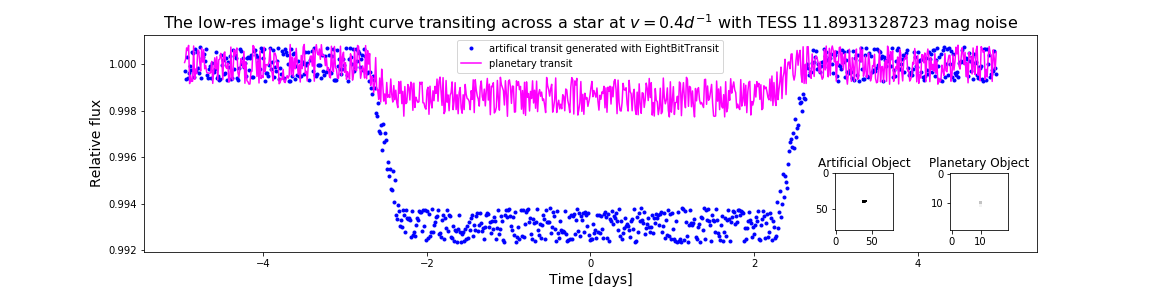 The low-res image's light curve transiting across a star at v = 0.4d⁻¹ with TESS 11.8931328723 mag noise
artifical transit generated with EightBitTransit
planetary transit
Relative flux
1.000
0.998
0.996
0.994
0.992
Artificial Object
0
50
0
50
Planetary Object
0
10
0
10
−4
−2
0
2
4
Time [days]